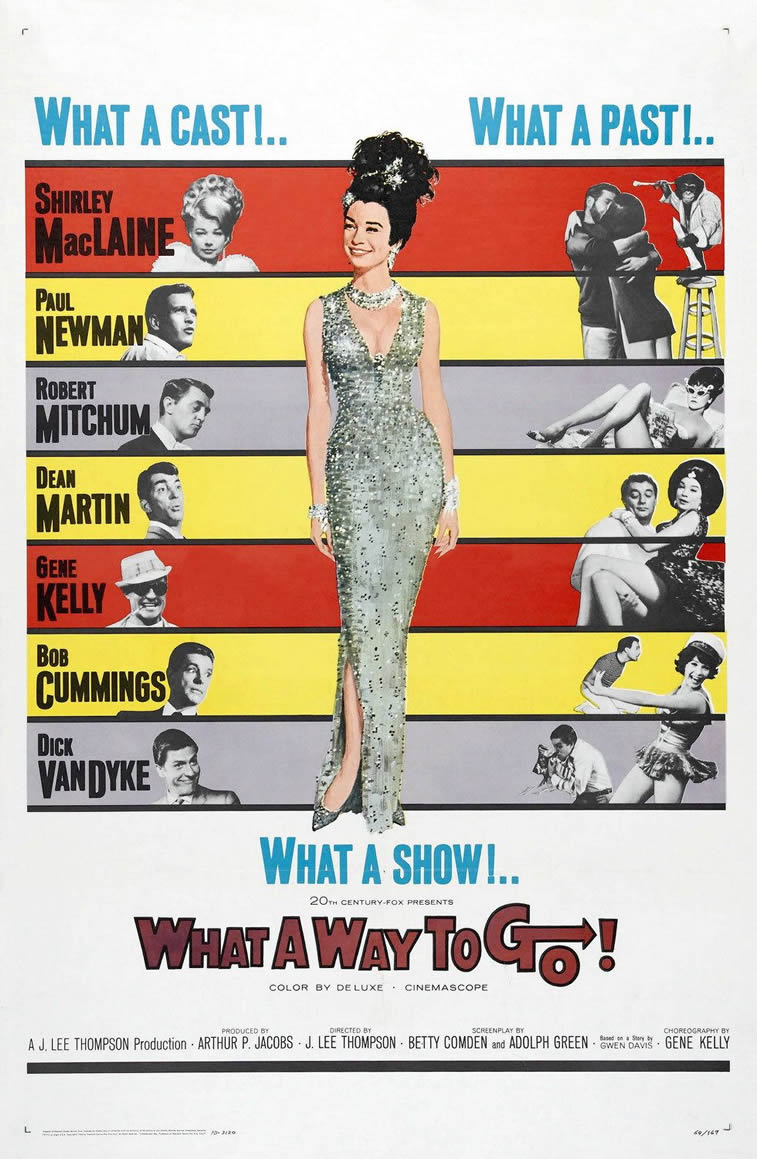 WHAT A CAST!..
WHAT A PAST!..
SHIRLEY
MACLAINE
PAUL
NEWMAN
ROBERT
MITCHUM
DEAN
MARTIN
GENE
KELLY
BOB
CUMMINGS
DICK
VAN DYKE
WHAT A SHOW!..
20TH CENTURY-FOX PRESENTS
WHAT A WAY TO GO!
COLOR BY DE LUXE · CINEMASCOPE
A J. LEE THOMPSON Production · PRODUCED BY ARTHUR P. JACOBS · DIRECTED BY J. LEE THOMPSON · SCREENPLAY BY BETTY COMDEN and ADOLPH GREEN · Based on a Story by GWEN DAVIS · CHOREOGRAPHY BY GENE KELLY
64/169